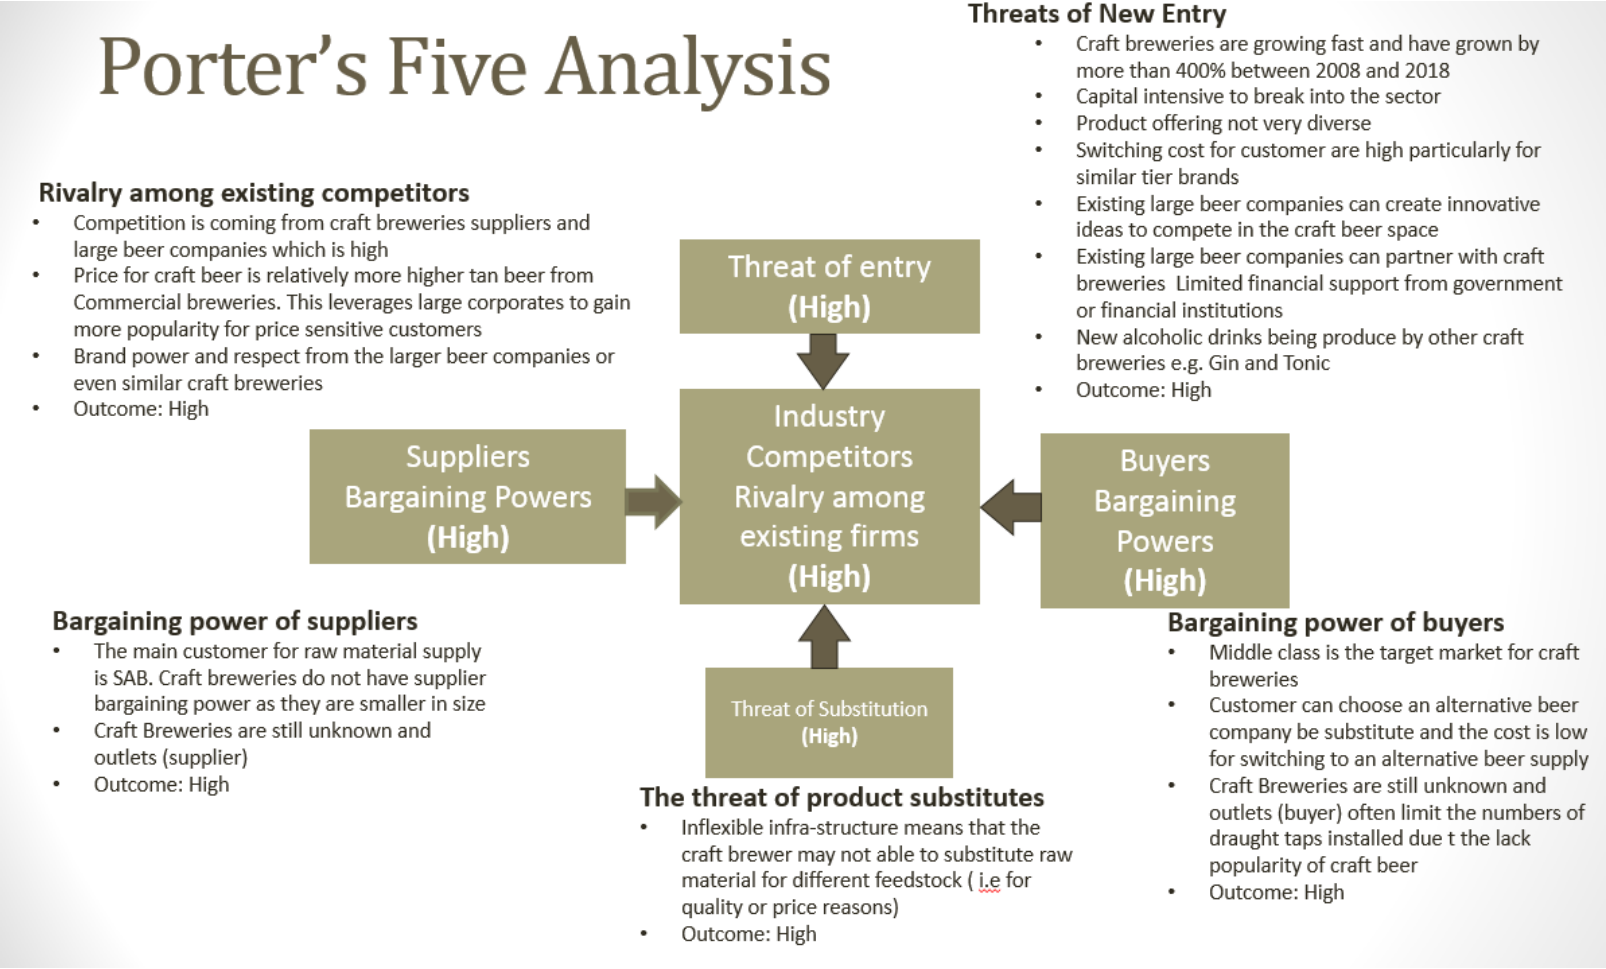 Porter's Five Analysis
Threats of New Entry
• Craft breweries are growing fast and have grown by
more than 400% between 2008 and 2018
• Capital intensive to break into the sector
• Product offering not very diverse
• Switching cost for customer are high particularly for
similar tier brands
• Existing large beer companies can create innovative
ideas to compete in the craft beer space
• Existing large beer companies can partner with craft
breweries  Limited financial support from government
or financial institutions
• New alcoholic drinks being produce by other craft
breweries e.g. Gin and Tonic
• Outcome: High
Rivalry among existing competitors
• Competition is coming from craft breweries suppliers and
large beer companies which is high
• Price for craft beer is relatively more higher tan beer from
Commercial breweries. This leverages large corporates to gain
more popularity for price sensitive customers
• Brand power and respect from the larger beer companies or
even similar craft breweries
• Outcome: High
Threat of entry
(High)
Suppliers
Bargaining Powers
(High)
Industry
Competitors
Rivalry among
existing firms
(High)
Buyers
Bargaining
Powers
(High)
Threat of Substitution
(High)
Bargaining power of suppliers
• The main customer for raw material supply
is SAB. Craft breweries do not have supplier
bargaining power as they are smaller in size
• Craft Breweries are still unknown and
outlets (supplier)
• Outcome: High
The threat of product substitutes
• Inflexible infra-structure means that the
craft brewer may not able to substitute raw
material for different feedstock ( i.e for
quality or price reasons)
• Outcome: High
Bargaining power of buyers
• Middle class is the target market for craft
breweries
• Customer can choose an alternative beer
company be substitute and the cost is low
for switching to an alternative beer supply
• Craft Breweries are still unknown and
outlets (buyer) often limit the numbers of
draught taps installed due t the lack
popularity of craft beer
• Outcome: High